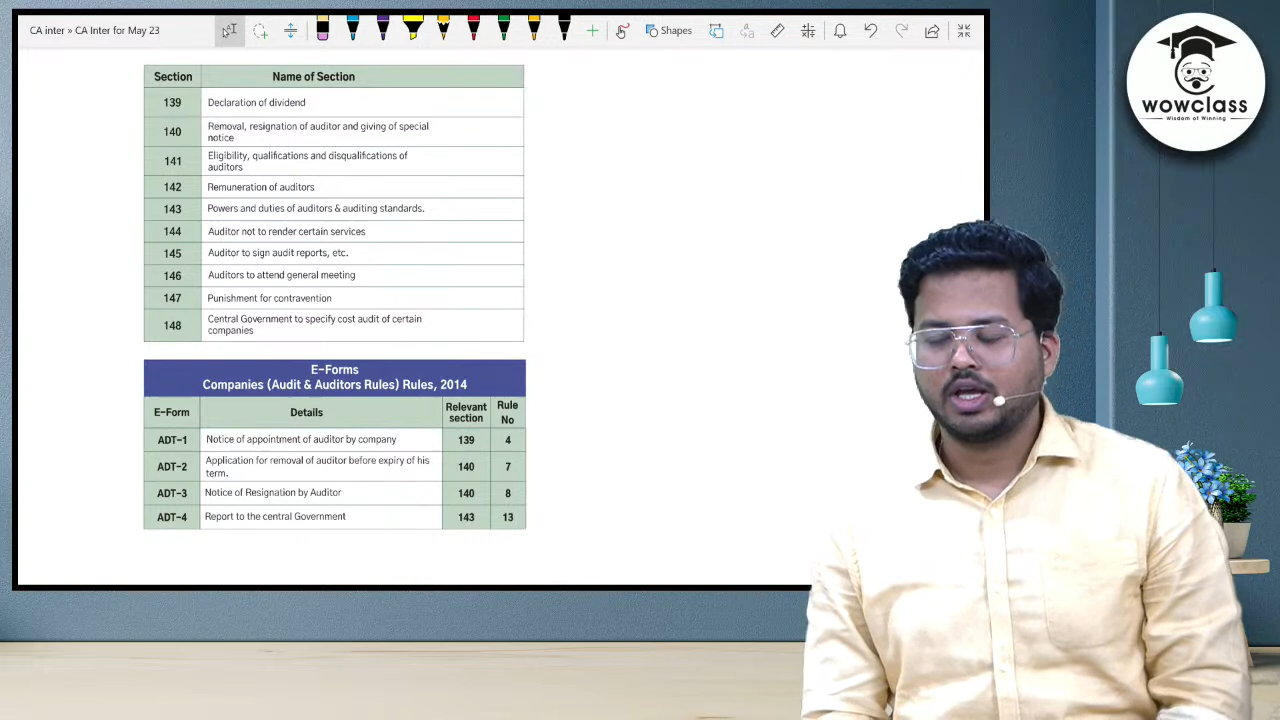 CA inter » CA Inter for May 23
Shapes
wowclass
Wisdom of Winning
Section Name of Section
139 Declaration of dividend
140 Removal, resignation of auditor and giving of special
notice
141 Eligibility, qualifications and disqualifications of
auditors
142 Remuneration of auditors
143 Powers and duties of auditors & auditing standards.
144 Auditor not to render certain services
145 Auditor to sign audit reports, etc.
146 Auditors to attend general meeting
147 Punishment for contravention
148 Central Government to specify cost audit of certain
companies
E-Forms
Companies (Audit & Auditors Rules) Rules, 2014
E-Form Details Relevant section Rule No
ADT-1 Notice of appointment of auditor by company 139 4
ADT-2 Application for removal of auditor before expiry of his
term. 140 7
ADT-3 Notice of Resignation by Auditor 140 8
ADT-4 Report to the central Government 143 13